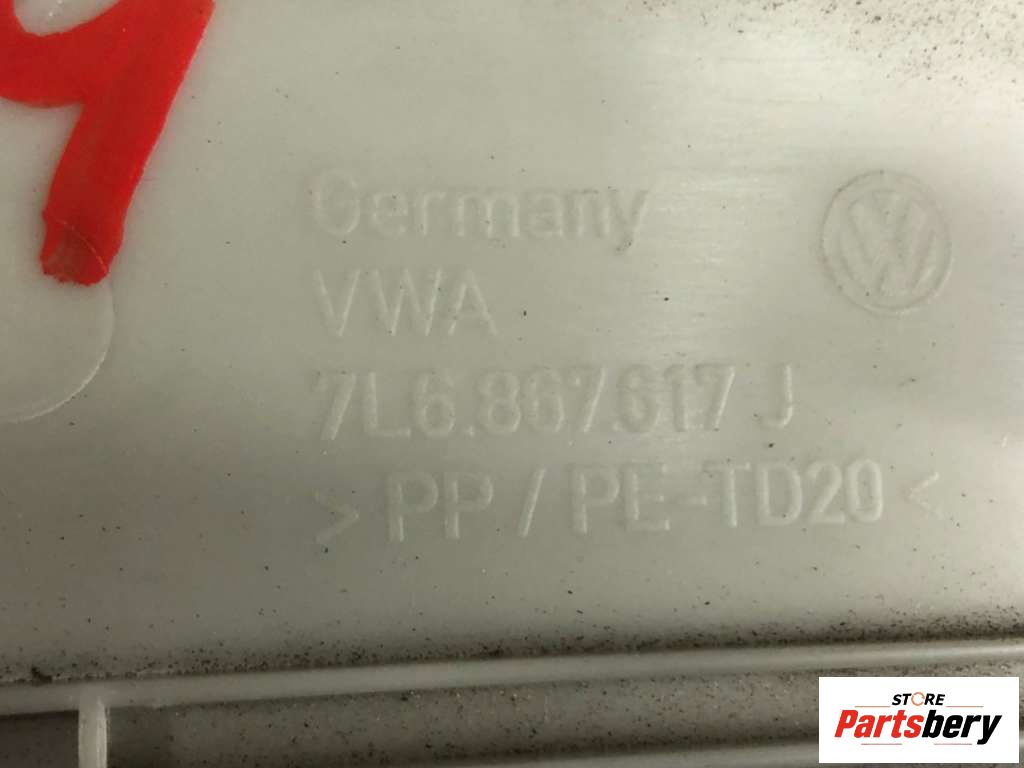 Germany
VWA
7L6.867.617 J
> PP / PE-TD20 <
STORE
Partsbery